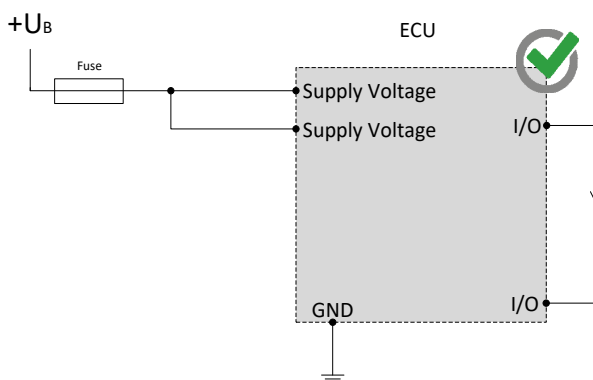 +UB
ECU
Fuse
Supply Voltage
Supply Voltage
I/O
I/O
GND